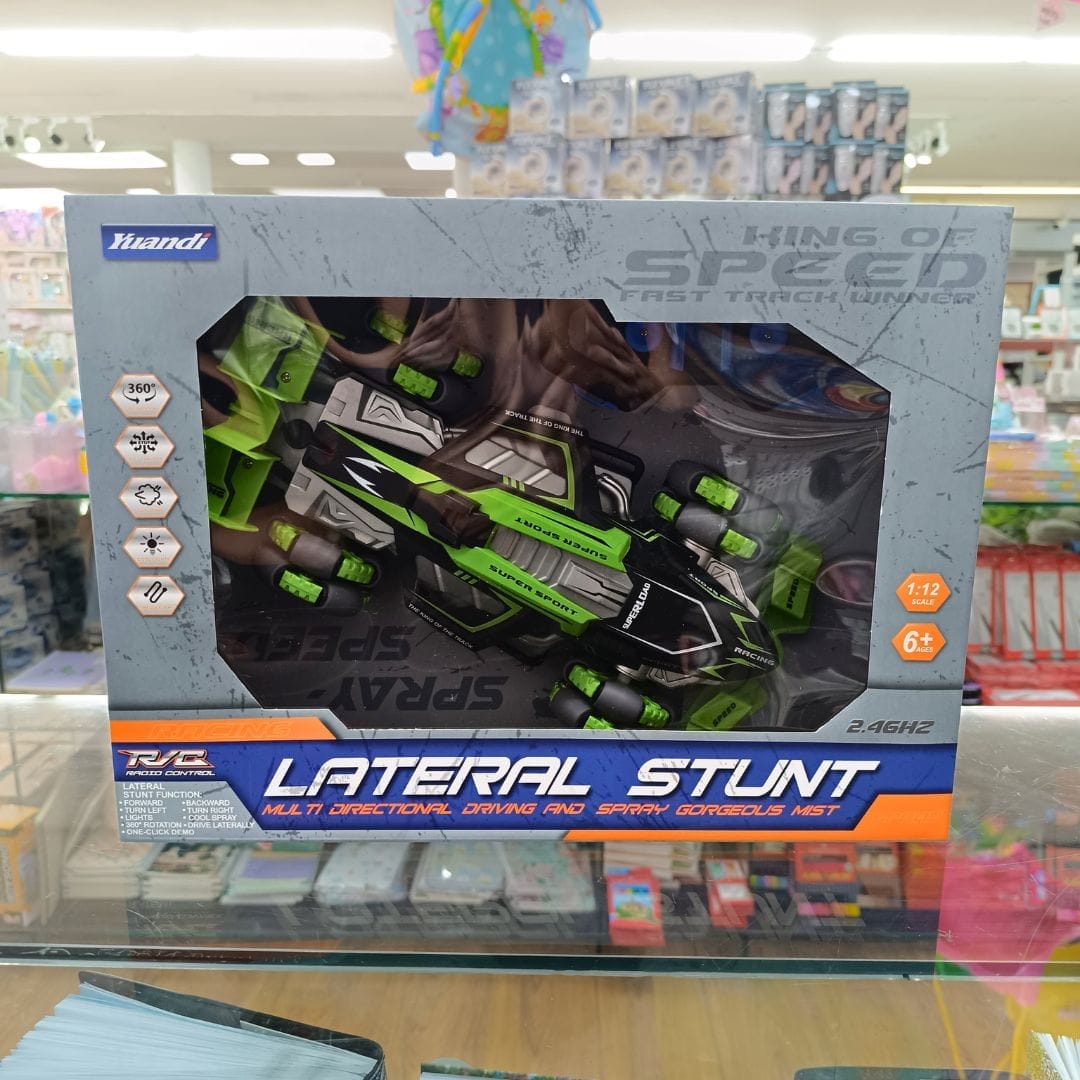 Yuandi
KING OF
SPEED
FAST TRACK WINNER
360°
THE KING OF THE TRACK
SUPER SPORT
SUPER SPORT
THE KING OF THE TRACK
SUPERLOAD
RACING
SPEED
SPEED
SPEED
SPRAY
1:12
SCALE
6+
AGES
2.4GHZ
RACING
R/C
RADIO CONTROL
LATERAL STUNT
MULTI DIRECTIONAL DRIVING AND SPRAY GORGEOUS MIST
LATERAL
STUNT FUNCTION:
• FORWARD •BACKWARD
• TURN LEFT • TURN RIGHT
• LIGHTS • COOL SPRAY
• 360° ROTATION •DRIVE LATERALLY
• ONE-CLICK DEMO